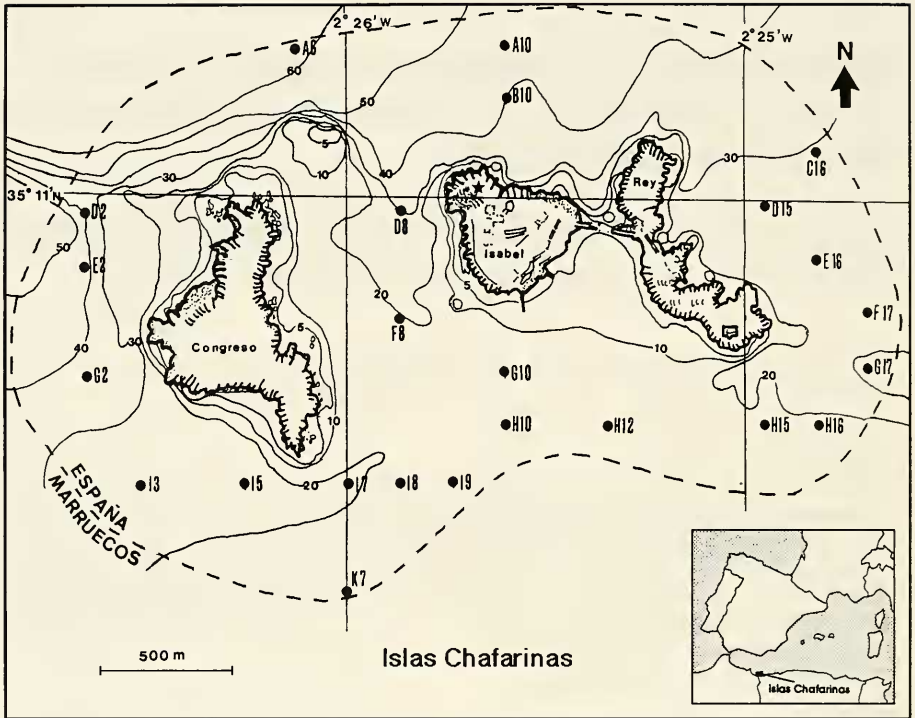 2° 26' W
2° 25' W
N
A6
A10
60
50
B10
5
10
40
30
30
C16
35° 11' N
D2
D8
Rey
D15
Isabel
50
E2
E16
20
5
5
F8
F17
Congreso
40
30
10
G2
G10
20
G17
10
H10
H12
H15
H16
I3
I5
20
I7
I8
I9
ESPAÑA
MARRUECOS
K7
500 m
Islas Chafarinas
Islas Chafarinas